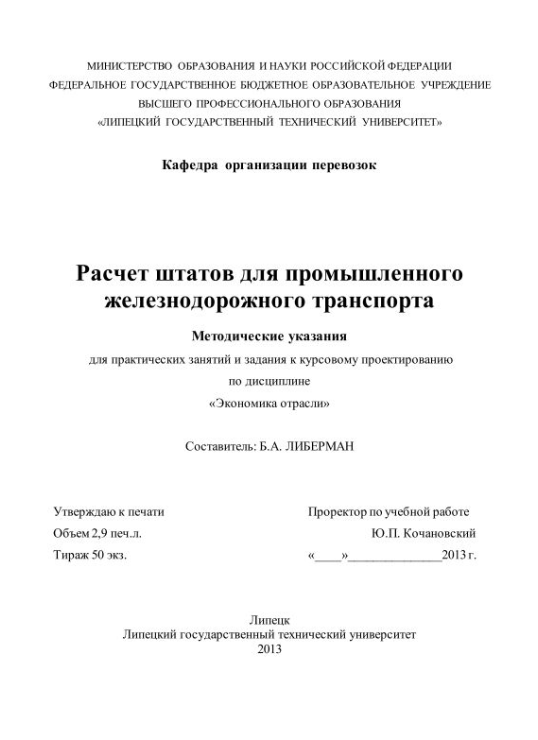 МИНИСТЕРСТВО ОБРАЗОВАНИЯ И НАУКИ РОССИЙСКОЙ ФЕДЕРАЦИИ
ФЕДЕРАЛЬНОЕ ГОСУДАРСТВЕННОЕ БЮДЖЕТНОЕ ОБРАЗОВАТЕЛЬНОЕ УЧРЕЖДЕНИЕ
ВЫСШЕГО ПРОФЕССИОНАЛЬНОГО ОБРАЗОВАНИЯ
«ЛИПЕЦКИЙ ГОСУДАРСТВЕННЫЙ ТЕХНИЧЕСКИЙ УНИВЕРСИТЕТ»
Кафедра организации перевозок
Расчет штатов для промышленного
железнодорожного транспорта
Методические указания
для практических занятий и задания к курсовому проектированию
по дисциплине
«Экономика отрасли»
Составитель: Б.А. ЛИБЕРМАН
Утверждаю к печати Проректор по учебной работе
Объем 2,9 печ.л. Ю.П. Кочановский
Тираж 50 экз. «____»________________2013 г.
Липецк
Липецкий государственный технический университет
2013